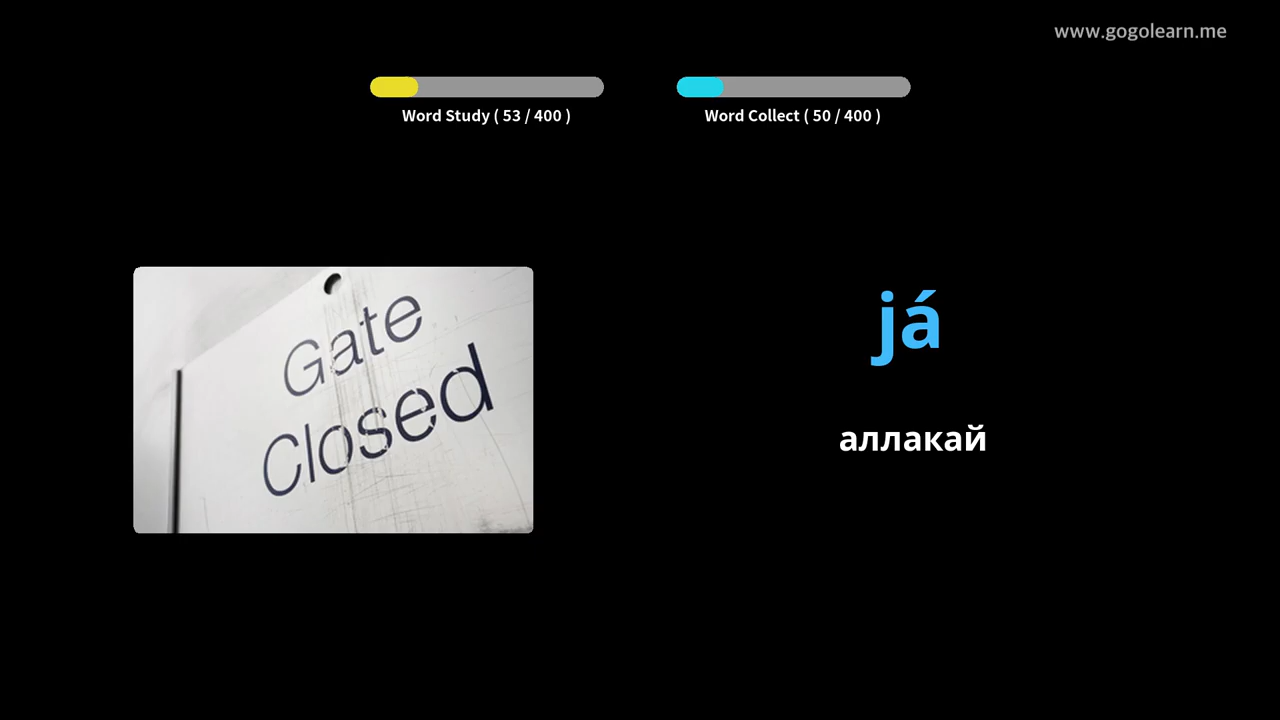 www.gogolearn.me
Word Study ( 53 / 400 )
Word Collect ( 50 / 400 )
Gate
Closed
já
аллакай